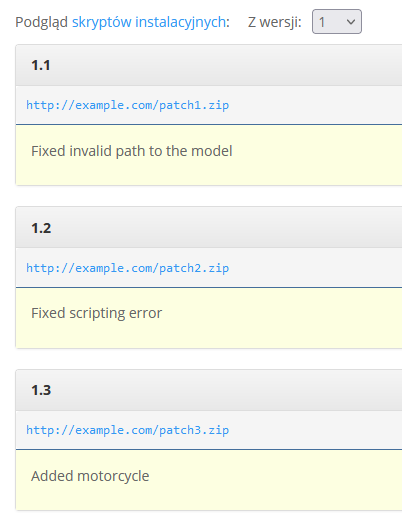 Podgląd skryptów instalacyjnych: Z wersji: 1
1.1
http://example.com/patch1.zip
Fixed invalid path to the model
1.2
http://example.com/patch2.zip
Fixed scripting error
1.3
http://example.com/patch3.zip
Added motorcycle